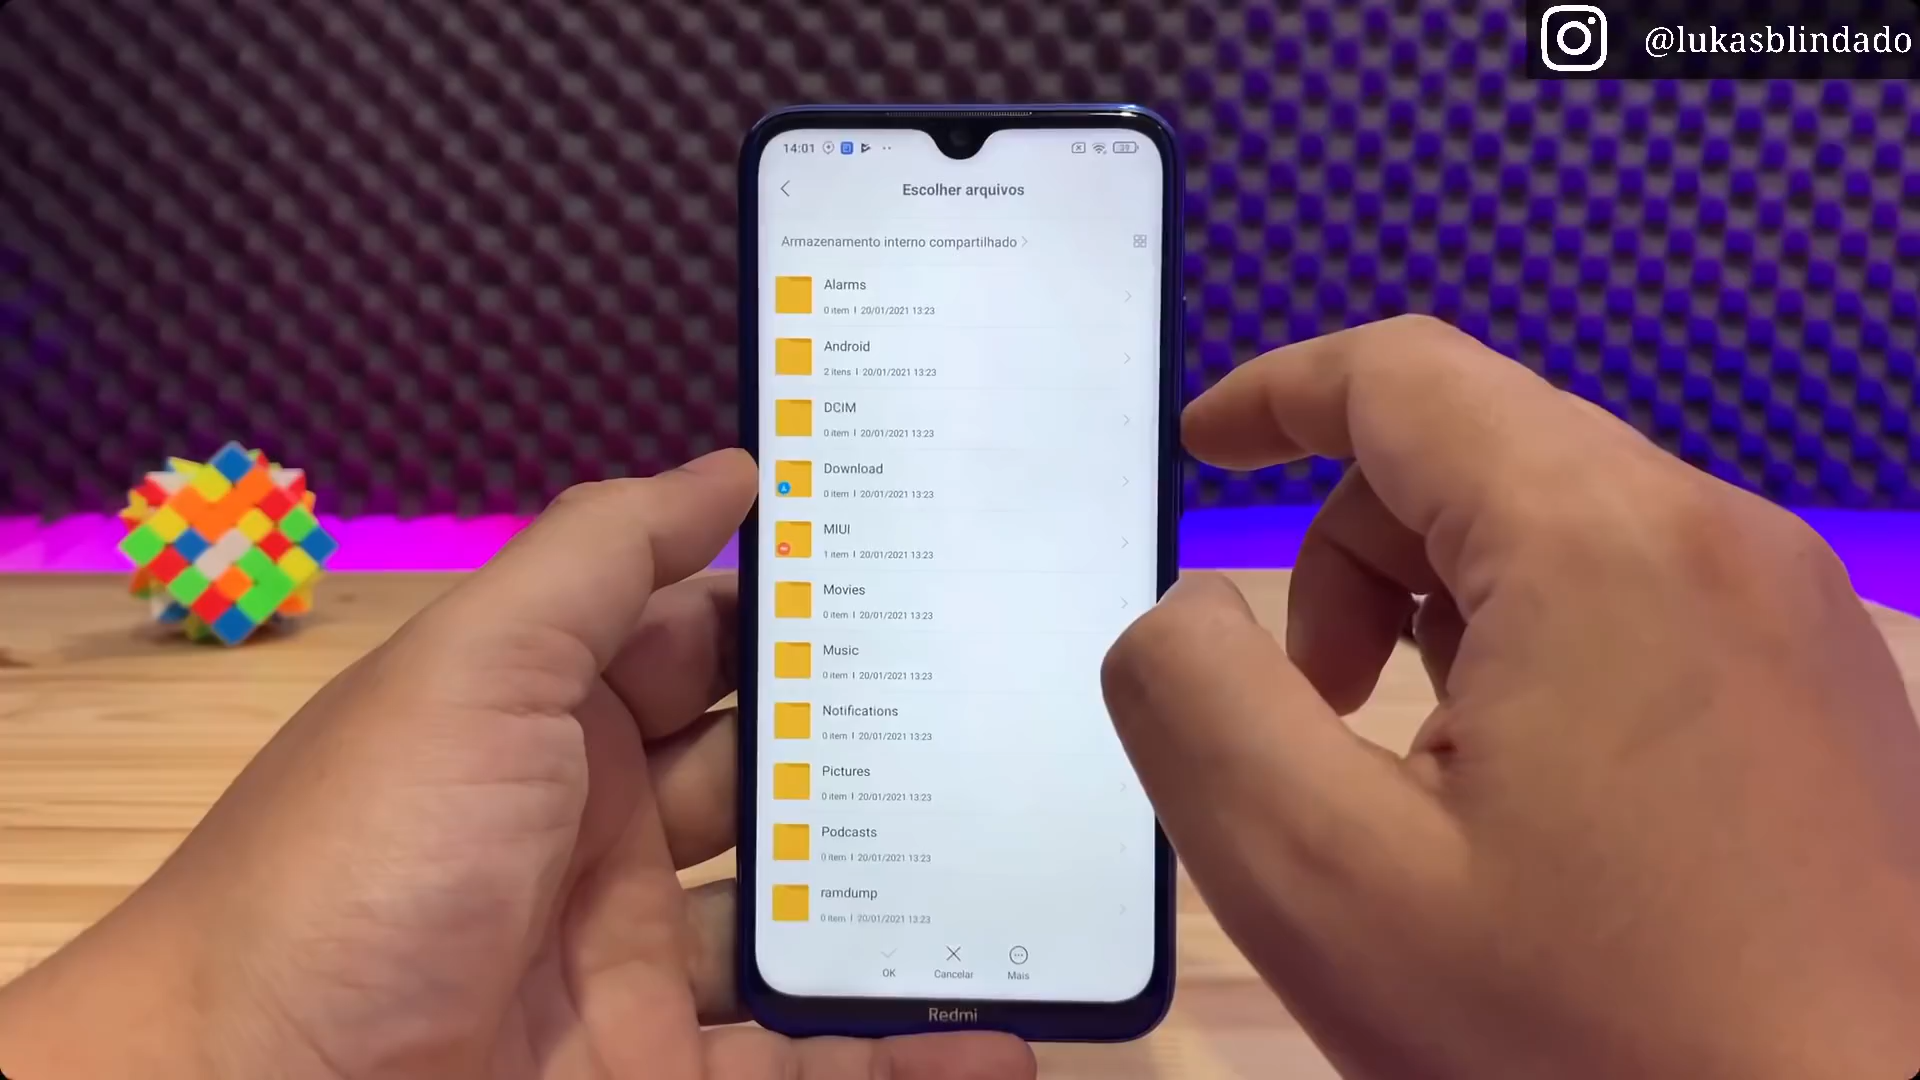 @lukasblindado
14:01
39
Escolher arquivos
Armazenamento interno compartilhado
Alarms
0 item | 20/01/2021 13:23
Android
2 itens | 20/01/2021 13:23
DCIM
0 item | 20/01/2021 13:23
Download
0 item | 20/01/2021 13:23
MIUI
1 item | 20/01/2021 13:23
Movies
0 item | 20/01/2021 13:23
Music
0 item | 20/01/2021 13:23
Notifications
0 item | 20/01/2021 13:23
Pictures
0 item | 20/01/2021 13:23
Podcasts
0 item | 20/01/2021 13:23
ramdump
0 item | 20/01/2021 13:23
OK
Cancelar
Mais
Redmi